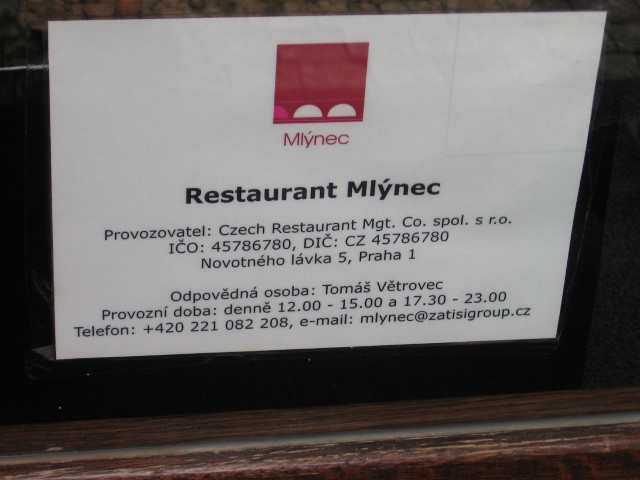 Mlýnec
Restaurant Mlýnec
Provozovatel: Czech Restaurant Mgt. Co. spol. s r.o.
IČO: 45786780, DIČ: CZ 45786780
Novotného lávka 5, Praha 1
Odpovědná osoba: Tomáš Větrovec
Provozní doba: denně 12.00 - 15.00 a 17.30 - 23.00
Telefon: +420 221 082 208, e-mail: mlynec@zatisigroup.cz